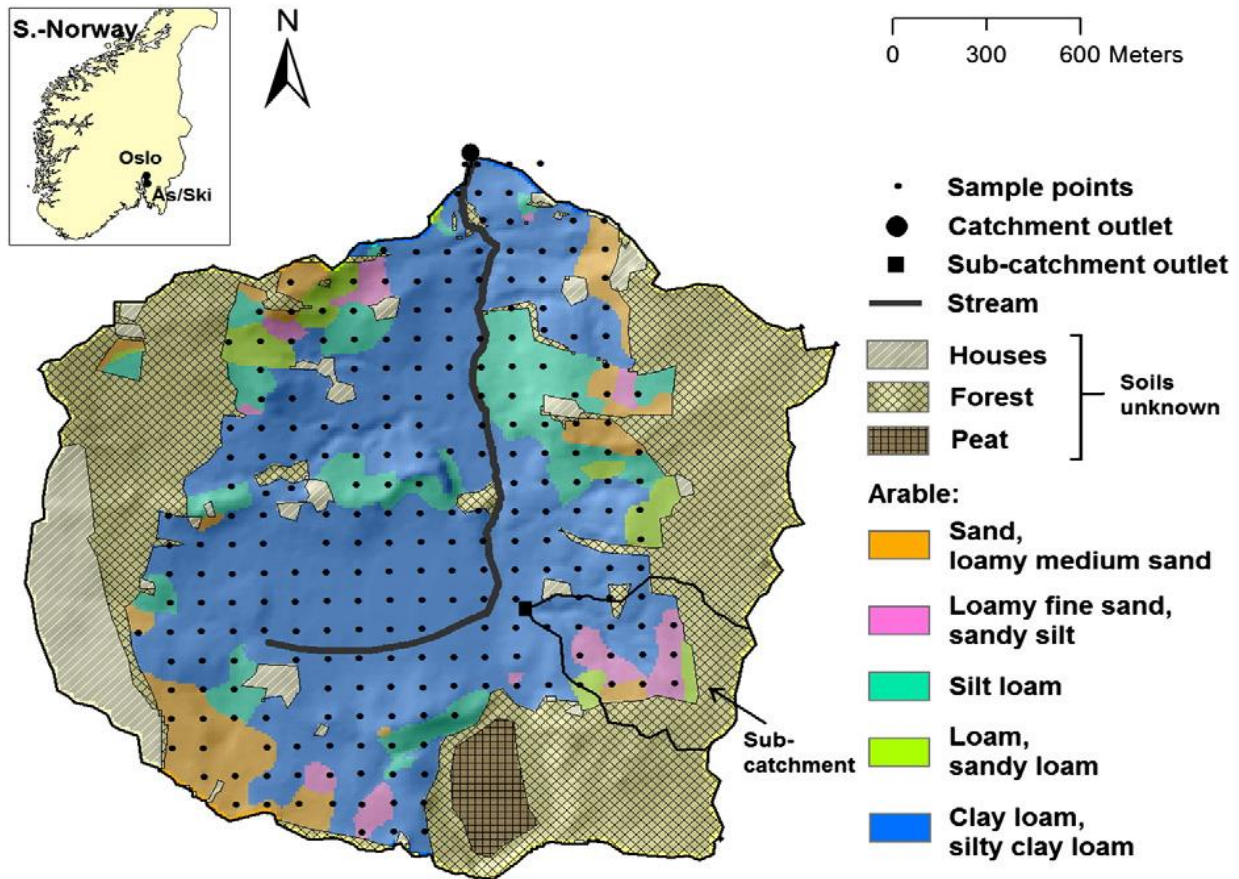 S.-Norway
Oslo
Ås/Ski
N
0 300 600 Meters
Sample points
Catchment outlet
Sub-catchment outlet
Stream
Houses
Forest
Peat
Soils
unknown
Arable:
Sand,
loamy medium sand
Loamy fine sand,
sandy silt
Silt loam
Loam,
sandy loam
Clay loam,
silty clay loam
Sub-
catchment